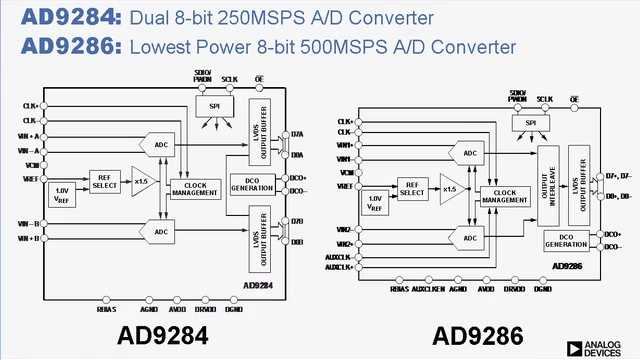 AD9284: Dual 8-bit 250MSPS A/D Converter
AD9286: Lowest Power 8-bit 500MSPS A/D Converter
SDIO/
PWDN SCLK OE
CLK+
CLK–
VIN + A
VIN – A
VCM
VREF
VIN – B
VIN + B
SPI
ADC
REF
SELECT
×1.5
1.0V
VREF
CLOCK
MANAGEMENT
ADC
LVDS
OUTPUT BUFFER
DCO
GENERATION
LVDS
OUTPUT BUFFER
D7A
D0A
DCO+
DCO–
D7B
D0B
AD9284
RBIAS AGND AVDD DRVDD DGND
AD9284
SDIO/
PWDN SCLK OE
CLK+
CLK–
VIN1+
VIN1–
VCM
VREF
VIN2–
VIN2+
AUXCLK–
AUXCLK+
SPI
ADC
REF
SELECT
×1.5
1.0V
VREF
CLOCK
MANAGEMENT
ADC
OUTPUT
INTERLEAVE
LVDS
OUTPUT BUFFER
DCO
GENERATION
D7+, D7–
D0+, D0–
DCO+
DCO–
AD9286
RBIAS AUXCLKEN AGND AVDD DRVDD DGND
AD9286
ANALOG
DEVICES